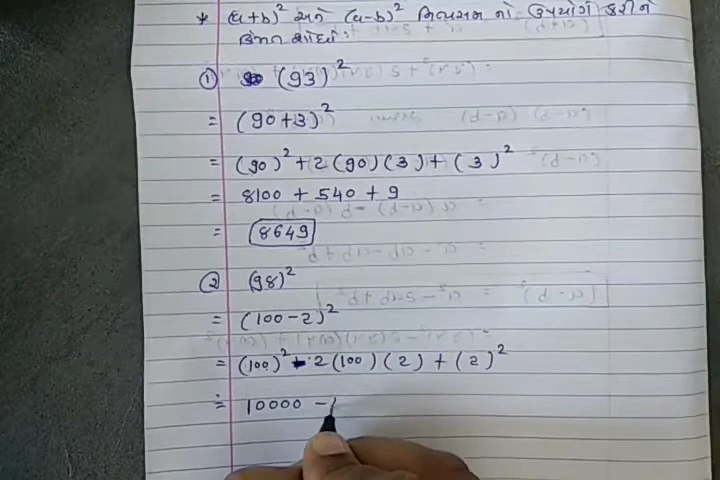 * (a+b)² અને (a-b)² નિત્યસમ નો ઉપયોગ કરીને
કિંમત શોધો:
① (93)²
= (90+3)²
= (90)² + 2 (90) (3) + (3)²
= 8100 + 540 + 9
= 8649
② (98)²
= (100-2)²
= (100)² - 2 (100) (2) + (2)²
= 10000 -